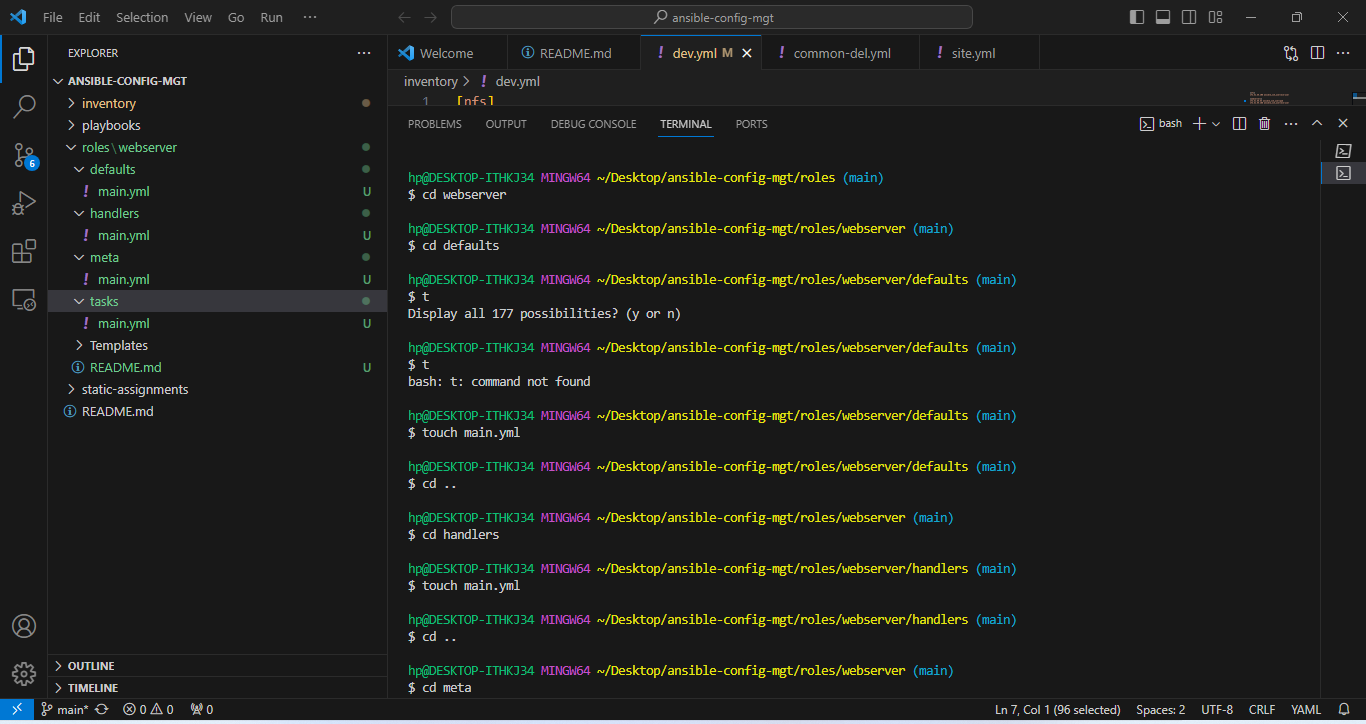 File Edit Selection View Go Run ···
ansible-config-mgt
EXPLORER
ANSIBLE-CONFIG-MGT
inventory
playbooks
roles\webserver
defaults
main.yml U
handlers
main.yml U
meta
main.yml U
tasks
main.yml U
Templates
README.md U
static-assignments
README.md
OUTLINE
TIMELINE
6
Welcome
README.md
dev.yml M
common-del.yml
site.yml
inventory > ! dev.yml
1 [nfs]
PROBLEMS OUTPUT DEBUG CONSOLE TERMINAL PORTS
bash
hp@DESKTOP-ITHKJ34 MINGW64 ~/Desktop/ansible-config-mgt/roles (main)
$ cd webserver
hp@DESKTOP-ITHKJ34 MINGW64 ~/Desktop/ansible-config-mgt/roles/webserver (main)
$ cd defaults
hp@DESKTOP-ITHKJ34 MINGW64 ~/Desktop/ansible-config-mgt/roles/webserver/defaults (main)
$ t
Display all 177 possibilities? (y or n)
hp@DESKTOP-ITHKJ34 MINGW64 ~/Desktop/ansible-config-mgt/roles/webserver/defaults (main)
$ t
bash: t: command not found
hp@DESKTOP-ITHKJ34 MINGW64 ~/Desktop/ansible-config-mgt/roles/webserver/defaults (main)
$ touch main.yml
hp@DESKTOP-ITHKJ34 MINGW64 ~/Desktop/ansible-config-mgt/roles/webserver/defaults (main)
$ cd ..
hp@DESKTOP-ITHKJ34 MINGW64 ~/Desktop/ansible-config-mgt/roles/webserver (main)
$ cd handlers
hp@DESKTOP-ITHKJ34 MINGW64 ~/Desktop/ansible-config-mgt/roles/webserver/handlers (main)
$ touch main.yml
hp@DESKTOP-ITHKJ34 MINGW64 ~/Desktop/ansible-config-mgt/roles/webserver/handlers (main)
$ cd ..
hp@DESKTOP-ITHKJ34 MINGW64 ~/Desktop/ansible-config-mgt/roles/webserver (main)
$ cd meta
main* 0 0 0 Ln 7, Col 1 (96 selected) Spaces: 2 UTF-8 CRLF YAML